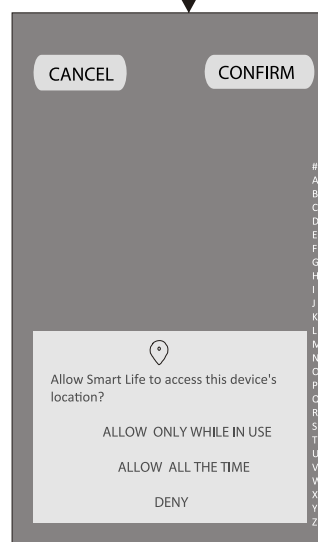 CANCEL
CONFIRM
#
A
B
C
D
E
F
G
H
I
J
K
L
M
N
O
P
Q
R
S
T
U
V
W
X
Y
Z
Allow Smart Life to access this device's
location?
ALLOW ONLY WHILE IN USE
ALLOW ALL THE TIME
DENY